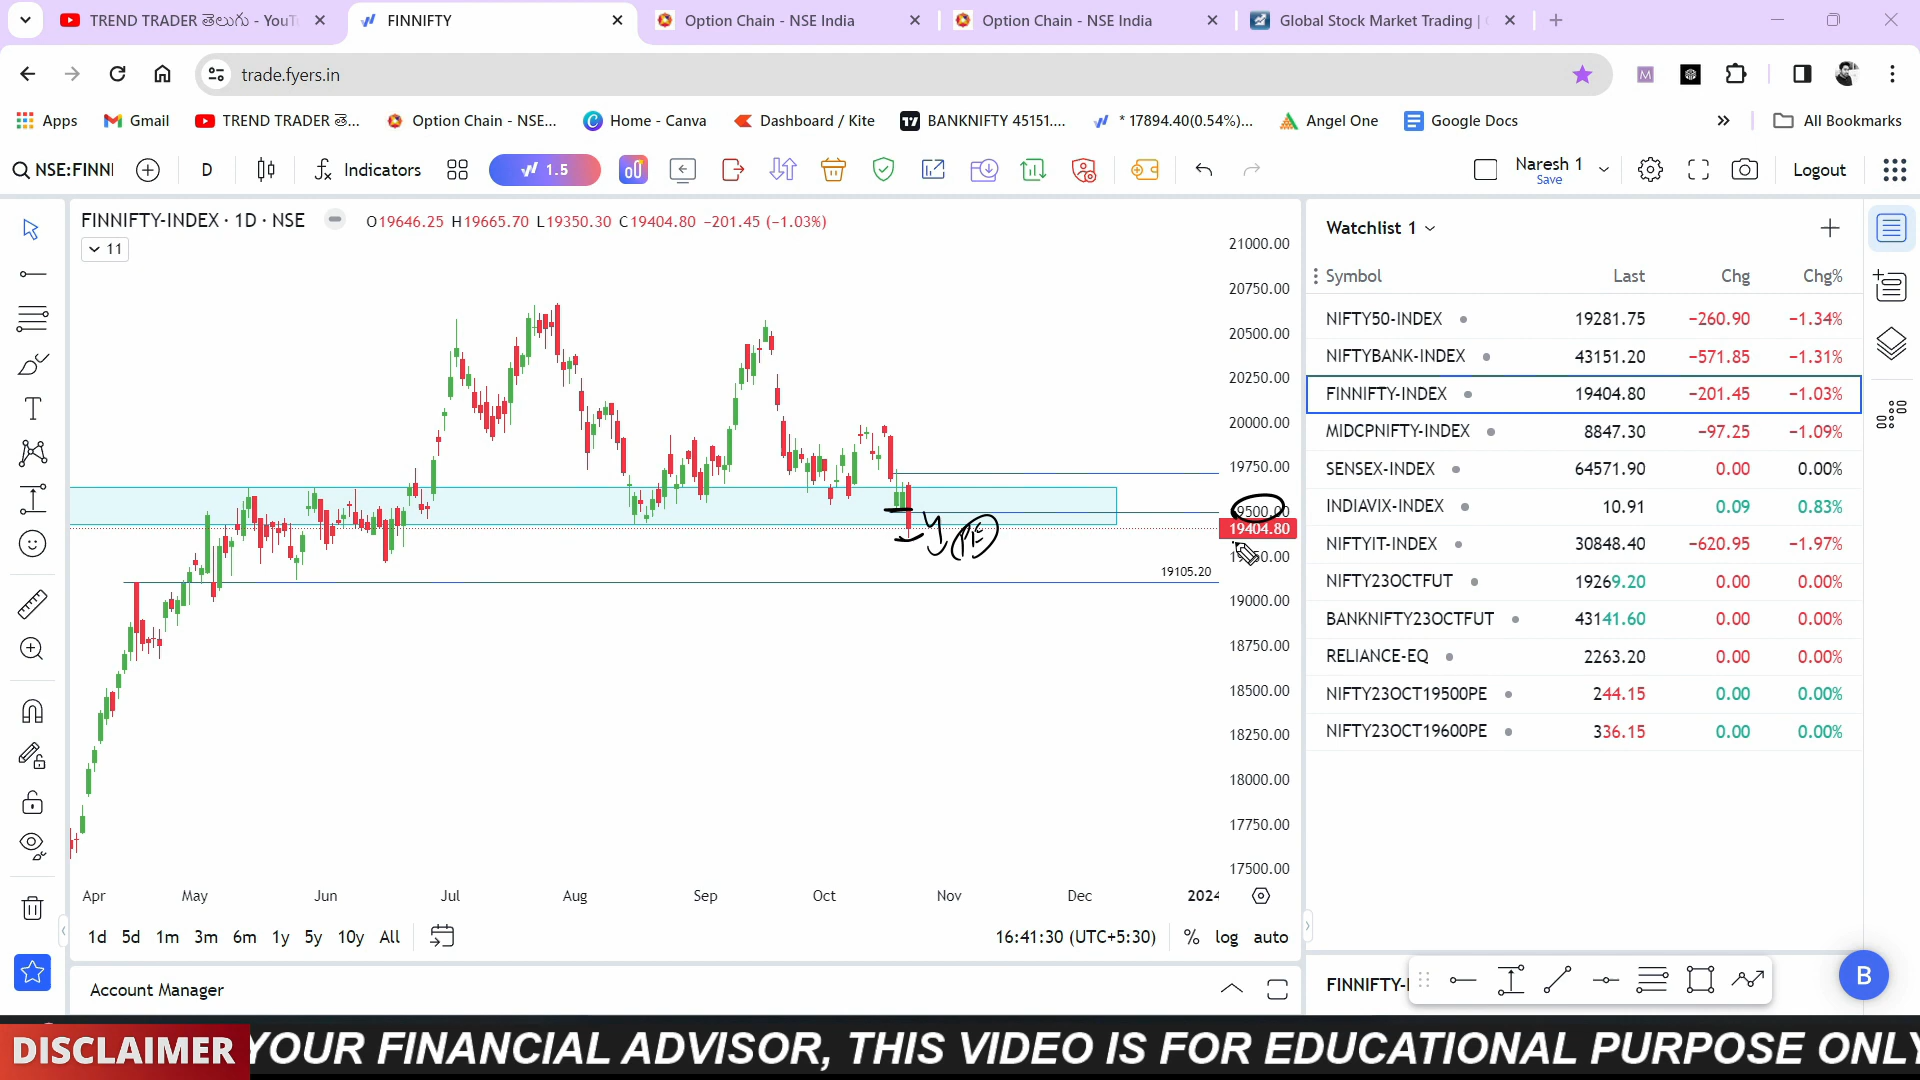 TREND TRADER తెలుగు - YouT
FINNIFTY
Option Chain - NSE India
Option Chain - NSE India
Global Stock Market Trading |
trade.fyers.in
Apps
Gmail
TREND TRADER తె...
Option Chain - NSE...
Home - Canva
Dashboard / Kite
BANKNIFTY 45151....
* 17894.40(0.54%)...
Angel One
Google Docs
All Bookmarks
NSE:FINNI
D
Indicators
1.5
Naresh 1
Save
Logout
FINNIFTY-INDEX · 1D · NSE
O19646.25 H19665.70 L19350.30 C19404.80 −201.45 (−1.03%)
11
21000.00
20750.00
20500.00
20250.00
20000.00
19750.00
19500.00
19404.80
19105.20
19000.00
18750.00
18500.00
18250.00
18000.00
17750.00
17500.00
PE
Apr May Jun Jul Aug Sep Oct Nov Dec 2024
1d 5d 1m 3m 6m 1y 5y 10y All
16:41:30 (UTC+5:30)
% log auto
Account Manager
Watchlist 1
Symbol Last Chg Chg%
NIFTY50-INDEX 19281.75 −260.90 −1.34%
NIFTYBANK-INDEX 43151.20 −571.85 −1.31%
FINNIFTY-INDEX 19404.80 −201.45 −1.03%
MIDCPNIFTY-INDEX 8847.30 −97.25 −1.09%
SENSEX-INDEX 64571.90 0.00 0.00%
INDIAVIX-INDEX 10.91 0.09 0.83%
NIFTYIT-INDEX 30848.40 −620.95 −1.97%
NIFTY23OCTFUT 19269.20 0.00 0.00%
BANKNIFTY23OCTFUT 43141.60 0.00 0.00%
RELIANCE-EQ 2263.20 0.00 0.00%
NIFTY23OCT19500PE 244.15 0.00 0.00%
NIFTY23OCT19600PE 336.15 0.00 0.00%
FINNIFTY-I
B
DISCLAIMER
YOUR FINANCIAL ADVISOR, THIS VIDEO IS FOR EDUCATIONAL PURPOSE ONLY